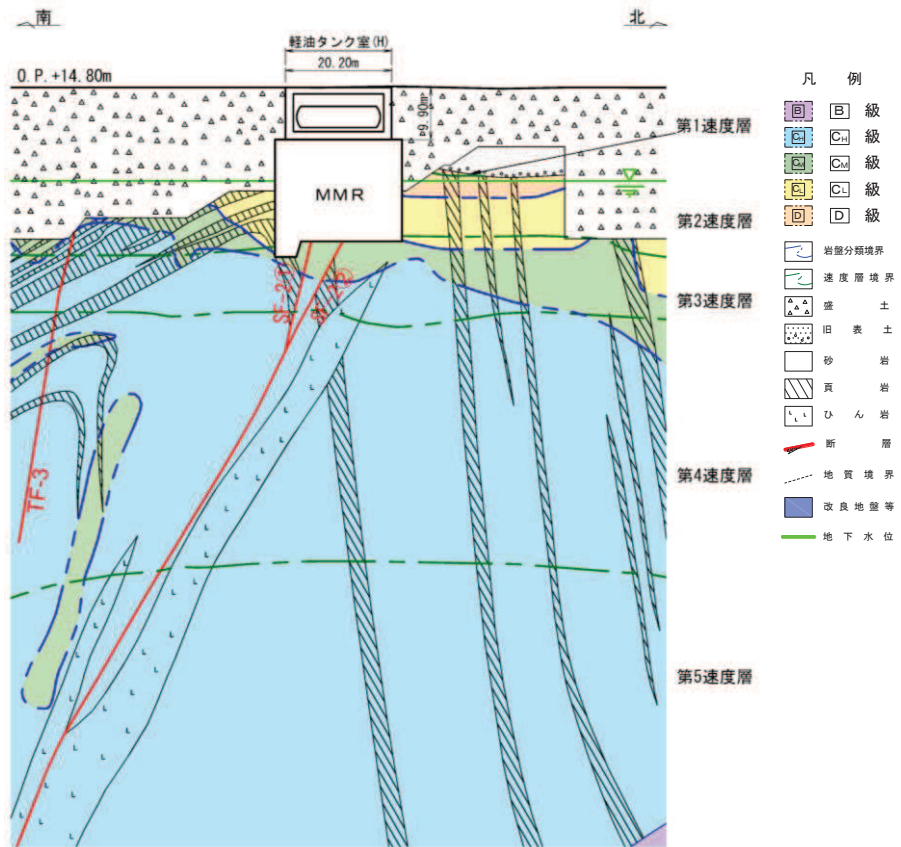 南
北
軽油タンク室(H)
20.20m
O.P.+14.80m
9.90m
MMR
第1速度層
第2速度層
第3速度層
第4速度層
第5速度層
TF-3
凡 例
B B 級
CH CH 級
CM CM 級
CL CL 級
D D 級
岩盤分類境界
速度層境界
盛 土
旧 表 土
砂 岩
頁 岩
ひ ん 岩
断 層
地 質 境 界
改良地盤等
地 下 水 位